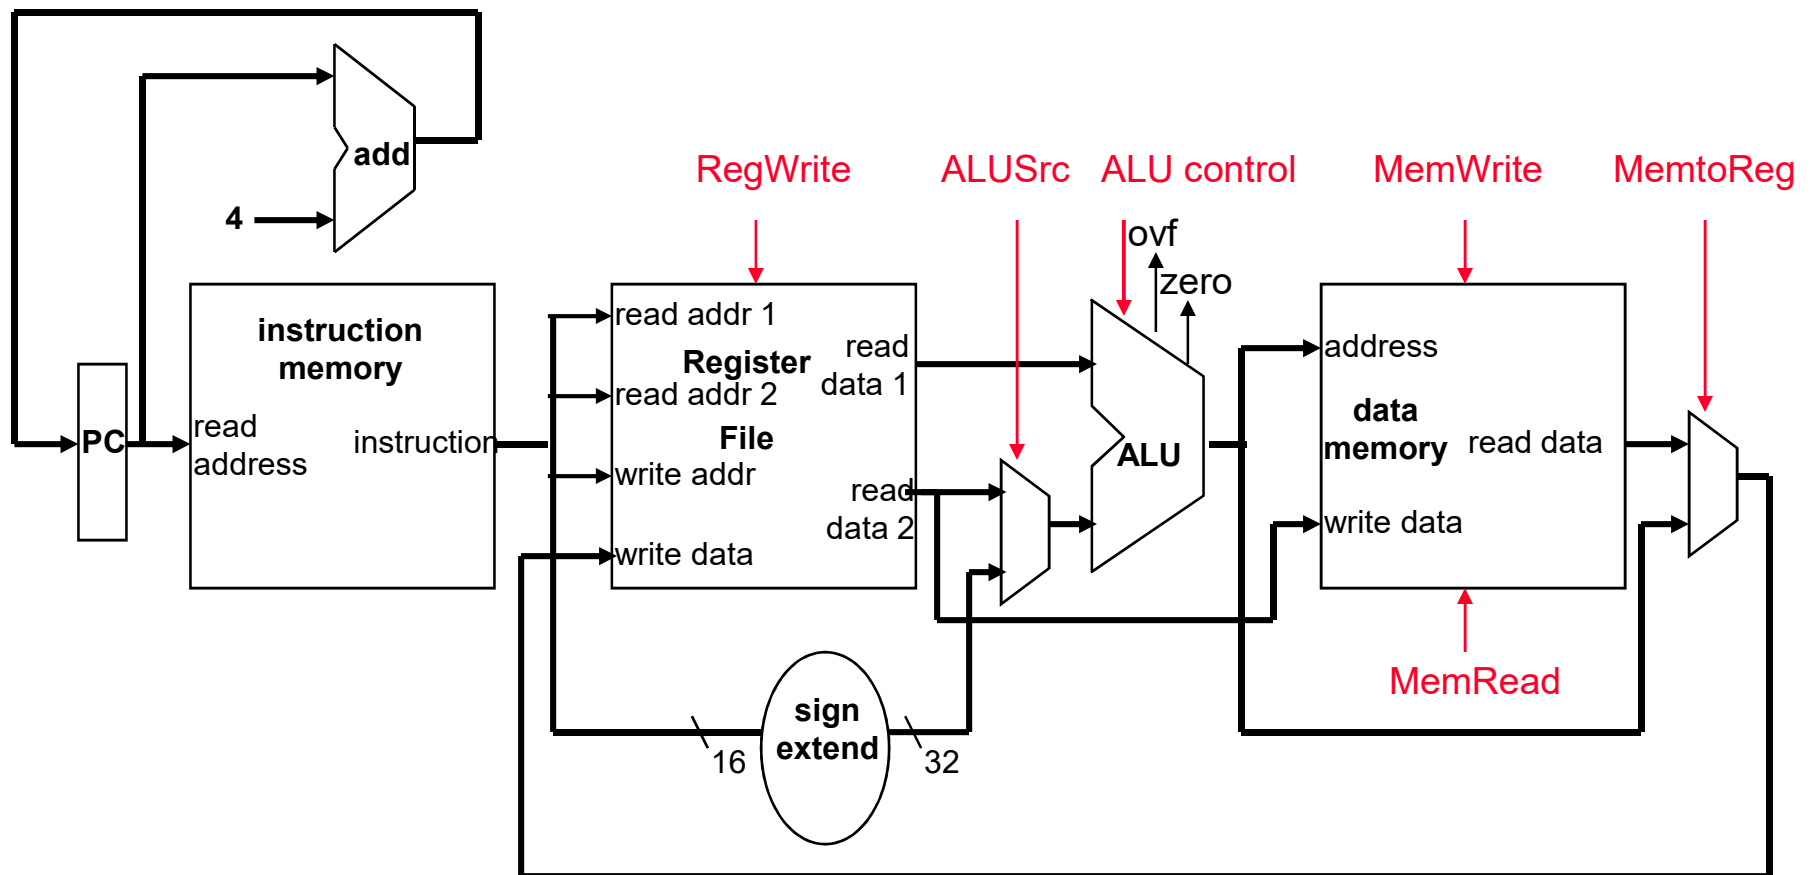 add
4
RegWrite
ALUSrc
ALU control
MemWrite
MemtoReg
ovf
zero
instruction
memory
read
address
instruction
PC
read addr 1
Register
read addr 2
File
write addr
write data
read
data 1
read
data 2
ALU
address
data
memory
read data
write data
MemRead
sign
extend
16
32